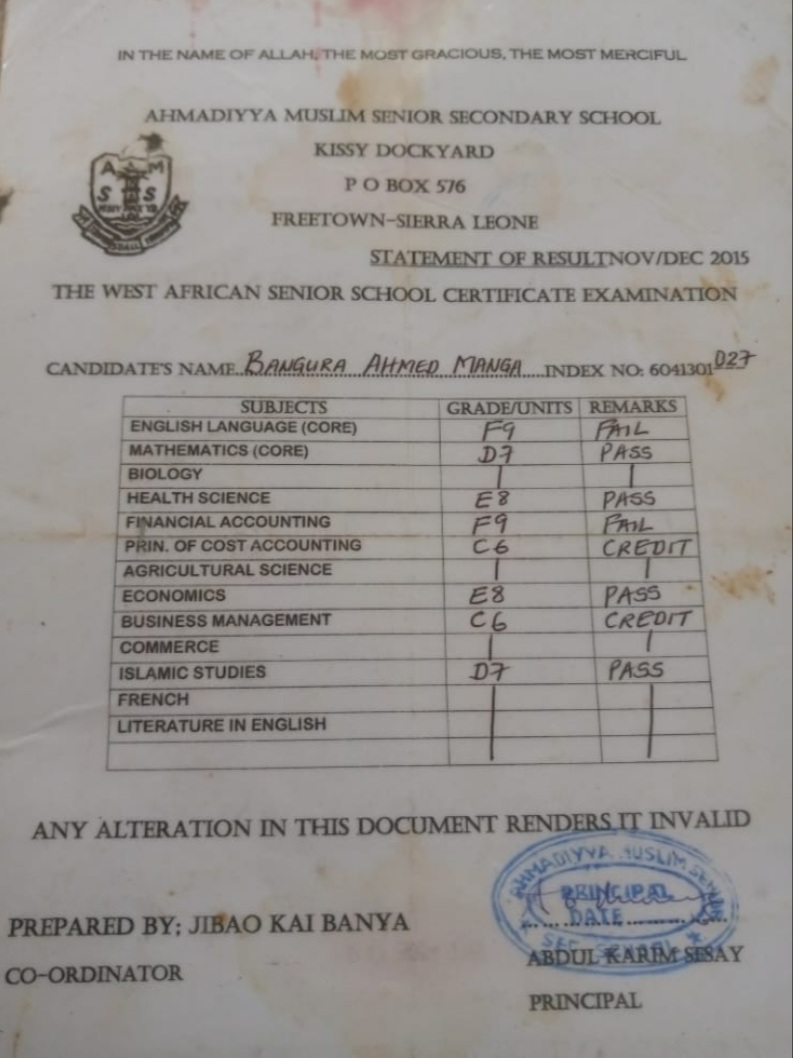 IN THE NAME OF ALLAH, THE MOST GRACIOUS, THE MOST MERCIFUL
AHMADIYYA MUSLIM SENIOR SECONDARY SCHOOL
KISSY DOCKYARD
P O BOX 576
FREETOWN-SIERRA LEONE
A M
S S
STATEMENT OF RESULTNOV/DEC 2015
THE WEST AFRICAN SENIOR SCHOOL CERTIFICATE EXAMINATION
CANDIDATE'S NAME BANGURA AHMED MANGA INDEX NO: 6041301027
SUBJECTS GRADE/UNITS REMARKS
ENGLISH LANGUAGE (CORE) F9 FAIL
MATHEMATICS (CORE) D7 PASS
BIOLOGY
HEALTH SCIENCE E8 PASS
FINANCIAL ACCOUNTING F9 FAIL
PRIN. OF COST ACCOUNTING C6 CREDIT
AGRICULTURAL SCIENCE
ECONOMICS E8 PASS
BUSINESS MANAGEMENT C6 CREDIT
COMMERCE
ISLAMIC STUDIES D7 PASS
FRENCH
LITERATURE IN ENGLISH
ANY ALTERATION IN THIS DOCUMENT RENDERS IT INVALID
AHMADIYYA MUSLIM SEN
PRINCIPAL
DATE
SEC. SCHOOL
PREPARED BY; JIBAO KAI BANYA
ABDUL KARIM SESAY
CO-ORDINATOR
PRINCIPAL